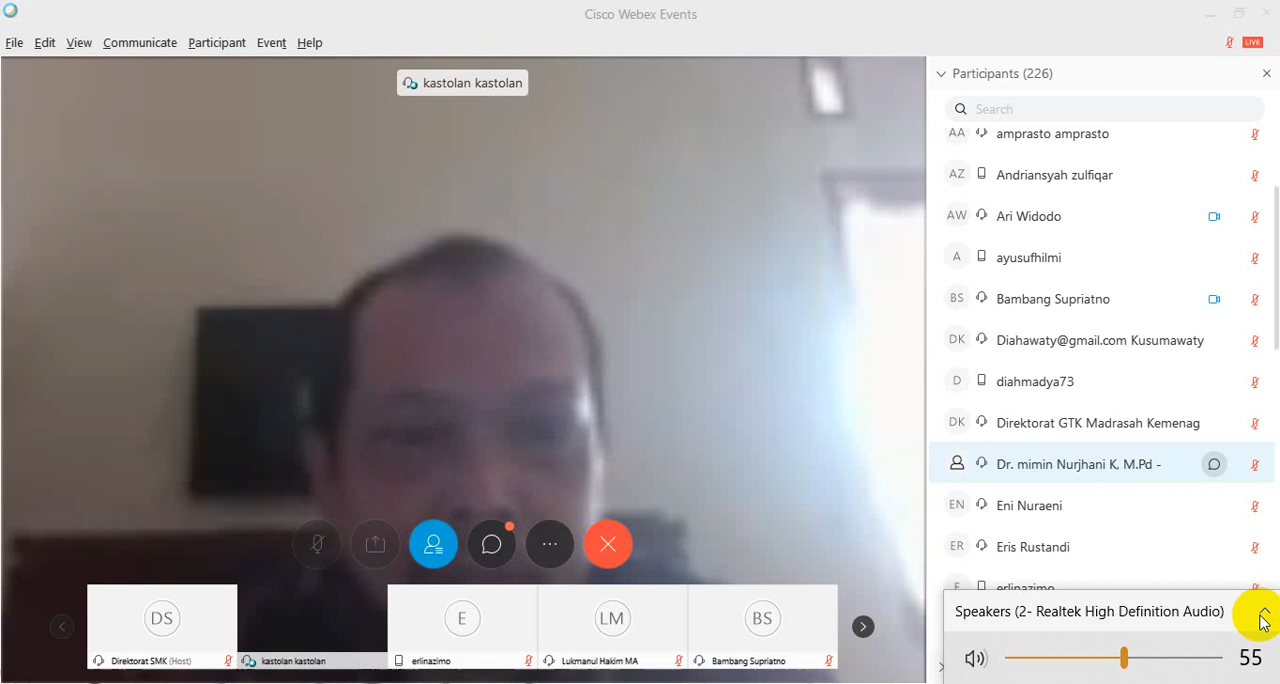 Cisco Webex Events
File Edit View Communicate Participant Event Help
LIVE
kastolan kastolan
Participants (226)
Search
AA amprasto amprasto
AZ Andriansyah zulfiqar
AW Ari Widodo
A ayusufhilmi
BS Bambang Supriatno
DK Diahawaty@gmail.com Kusumawaty
D diahmadya73
DK Direktorat GTK Madrasah Kemenag
Dr. mimin Nurjhani K, M.Pd -
EN Eni Nuraeni
ER Eris Rustandi
E erlinazimo
DS E LM BS
Direktorat SMK (Host) kastolan kastolan erlinazimo Lukmanul Hakim MA Bambang Supriatno
Speakers (2- Realtek High Definition Audio)
55